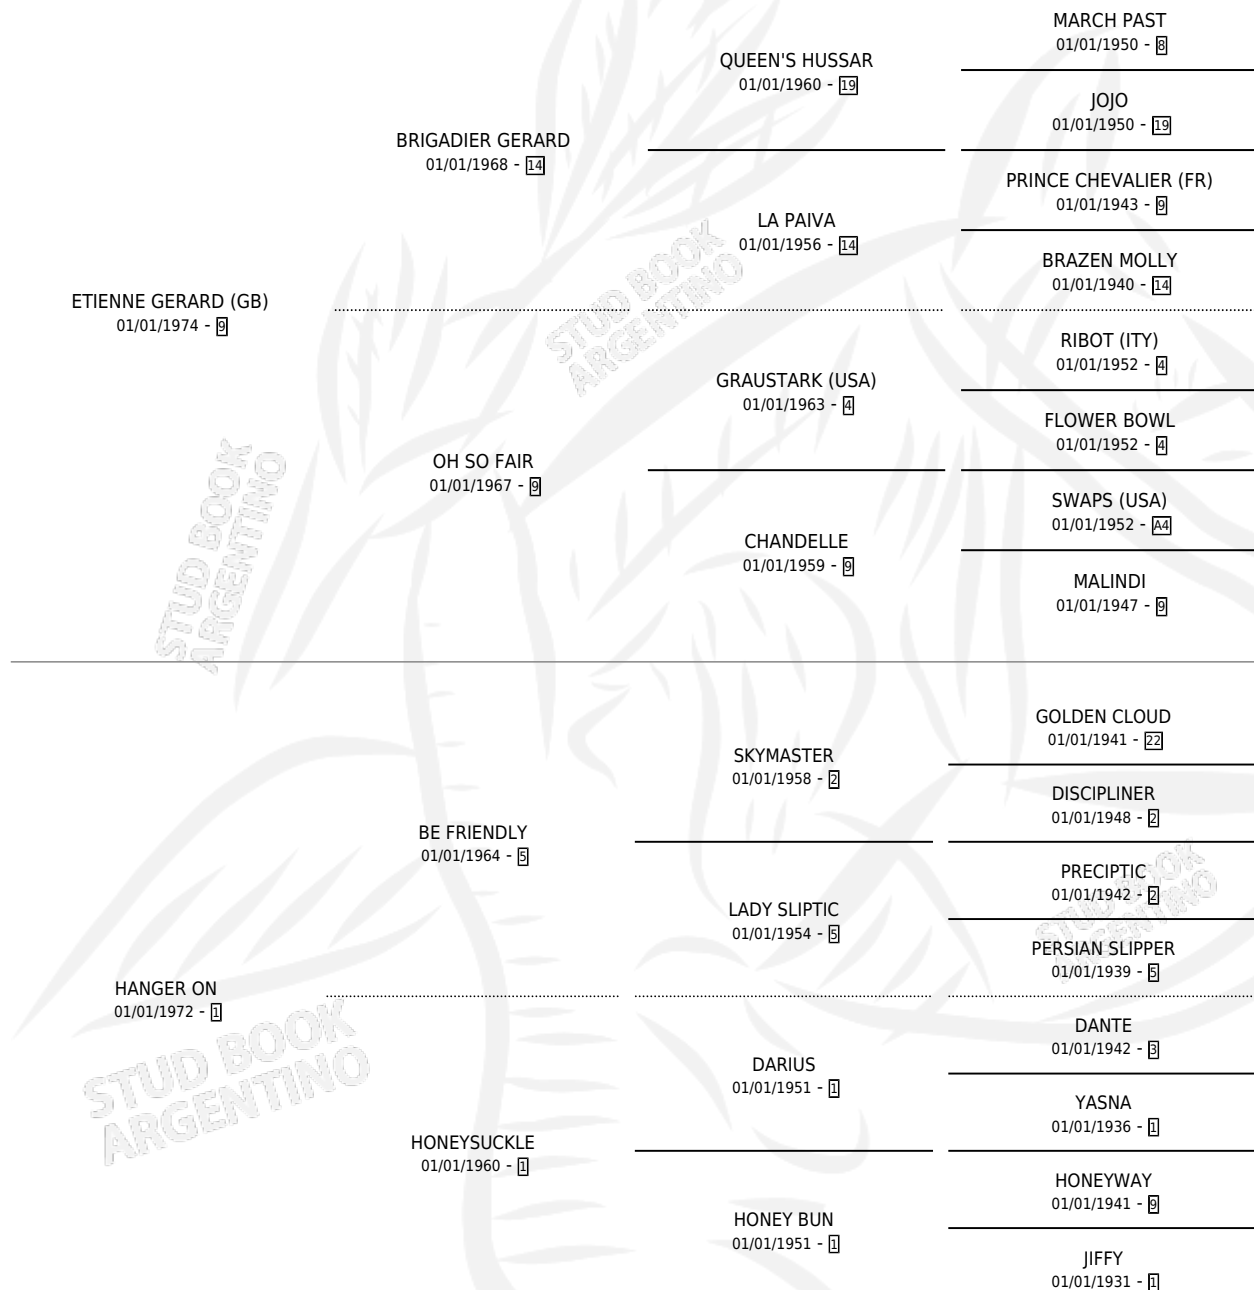 MARCH PAST
01/01/1950 - 8
QUEEN'S HUSSAR
01/01/1960 - 19
JOJO
01/01/1950 - 19
BRIGADIER GERARD
01/01/1968 - 14
PRINCE CHEVALIER (FR)
01/01/1943 - 9
LA PAIVA
01/01/1956 - 14
BRAZEN MOLLY
01/01/1940 - 14
ETIENNE GERARD (GB)
01/01/1974 - 9
RIBOT (ITY)
01/01/1952 - 4
GRAUSTARK (USA)
01/01/1963 - 4
FLOWER BOWL
01/01/1952 - 4
OH SO FAIR
01/01/1967 - 9
SWAPS (USA)
01/01/1952 - A4
CHANDELLE
01/01/1959 - 9
MALINDI
01/01/1947 - 9
GOLDEN CLOUD
01/01/1941 - 22
SKYMASTER
01/01/1958 - 2
DISCIPLINER
01/01/1948 - 2
BE FRIENDLY
01/01/1964 - 5
PRECIPTIC
01/01/1942 - 2
LADY SLIPTIC
01/01/1954 - 5
PERSIAN SLIPPER
01/01/1939 - 5
HANGER ON
01/01/1972 - 1
DANTE
01/01/1942 - 3
DARIUS
01/01/1951 - 1
YASNA
01/01/1936 - 1
HONEYSUCKLE
01/01/1960 - 1
HONEYWAY
01/01/1941 - 9
HONEY BUN
01/01/1951 - 1
JIFFY
01/01/1931 - 1
STUD BOOK
ARGENTINO
STUD BOOK
ARGENTINO
STUD BOOK
ARGENTINO
STUD BOOK
ARGENTINO